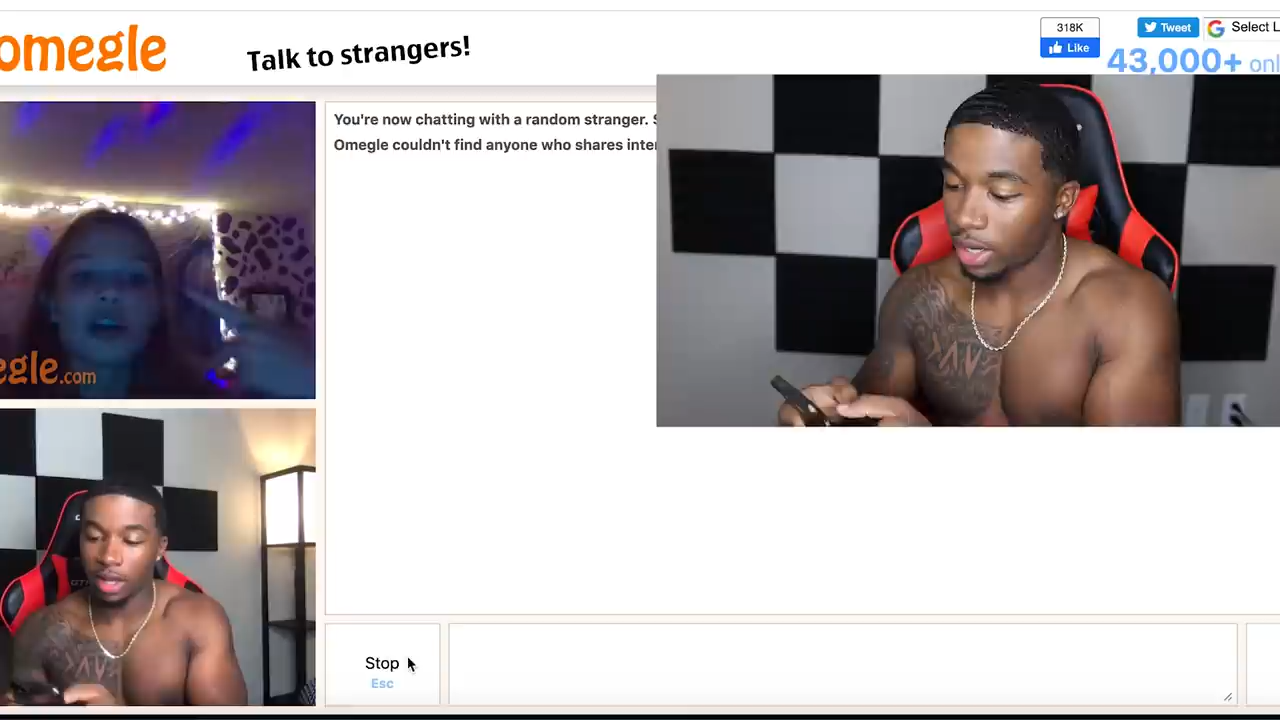 omegle
Talk to strangers!
318K
Like
Tweet
Select L
43,000+ onl
You're now chatting with a random stranger. S
Omegle couldn't find anyone who shares inter
egle.com
Stop
Esc